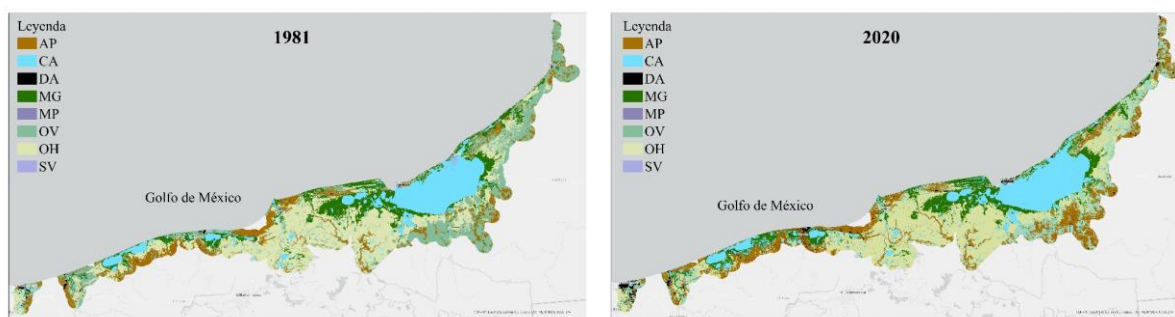 Leyenda
1981
AP
CA
DA
MG
MP
OV
OH
SV
Golfo de México
Leyenda
2020
AP
CA
DA
MG
MP
OV
OH
SV
Golfo de México